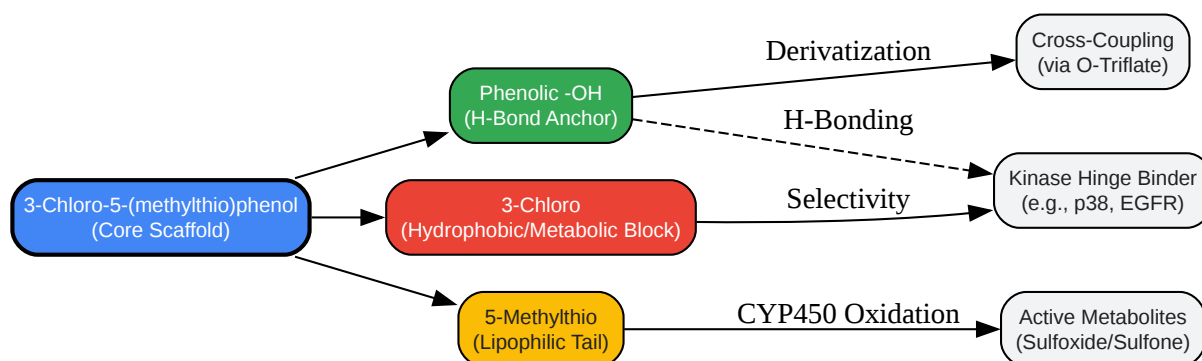 3-Chloro-5-(methylthio)phenol
(Core Scaffold)
Phenolic -OH
(H-Bond Anchor)
3-Chloro
(Hydrophobic/Metabolic Block)
5-Methylthio
(Lipophilic Tail)
Derivatization
H-Bonding
Selectivity
CYP450 Oxidation
Cross-Coupling
(via O-Triflate)
Kinase Hinge Binder
(e.g., p38, EGFR)
Active Metabolites
(Sulfoxide/Sulfone)